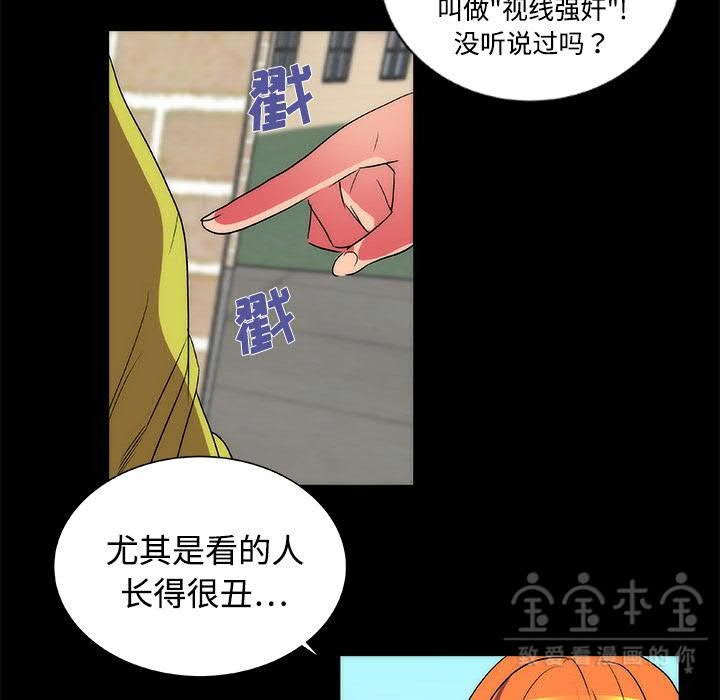 叫做"视线强奸"!
没听说过吗？
戳
戳
尤其是看的人
长得很丑...
宝宝本宝
致爱看漫画的你